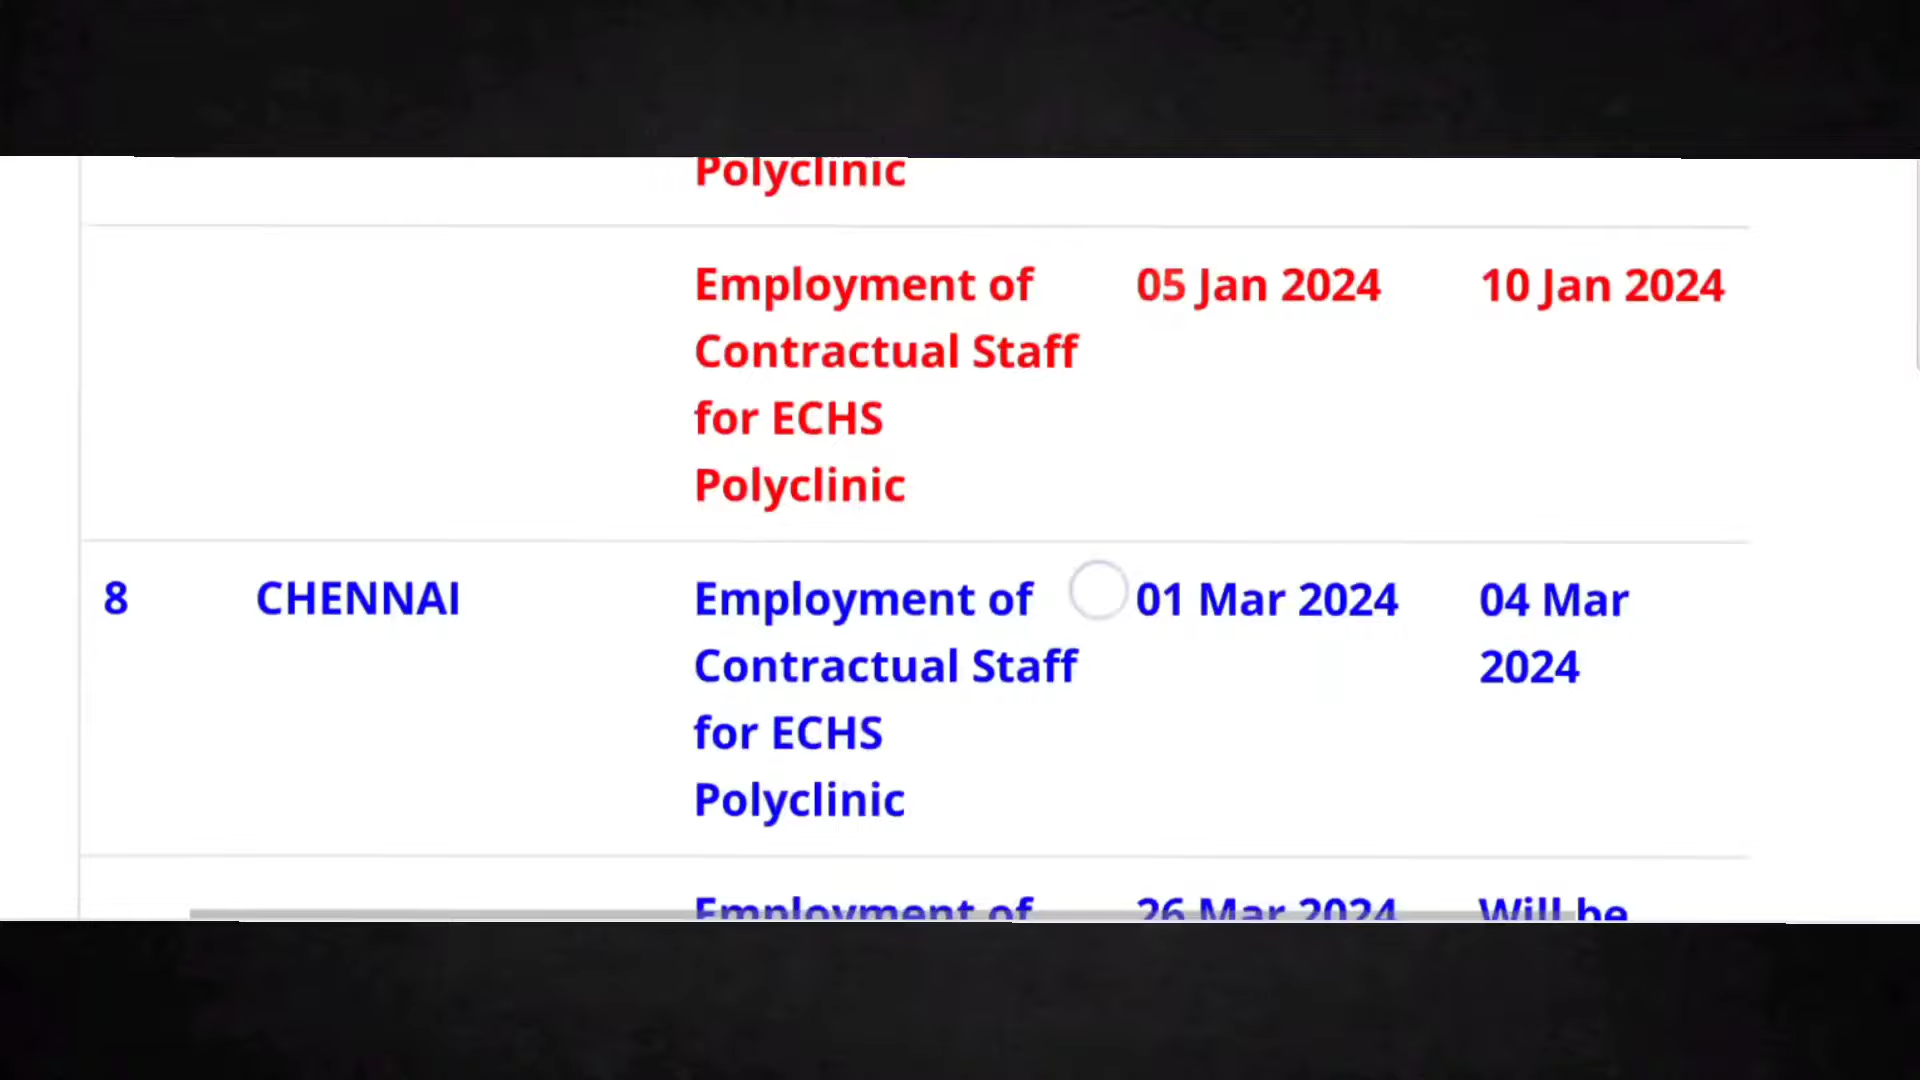 Polyclinic
Employment of 05 Jan 2024 10 Jan 2024
Contractual Staff
for ECHS
Polyclinic
8 CHENNAI Employment of 01 Mar 2024 04 Mar
Contractual Staff 2024
for ECHS
Polyclinic
Employment of 26 Mar 2024 Will be